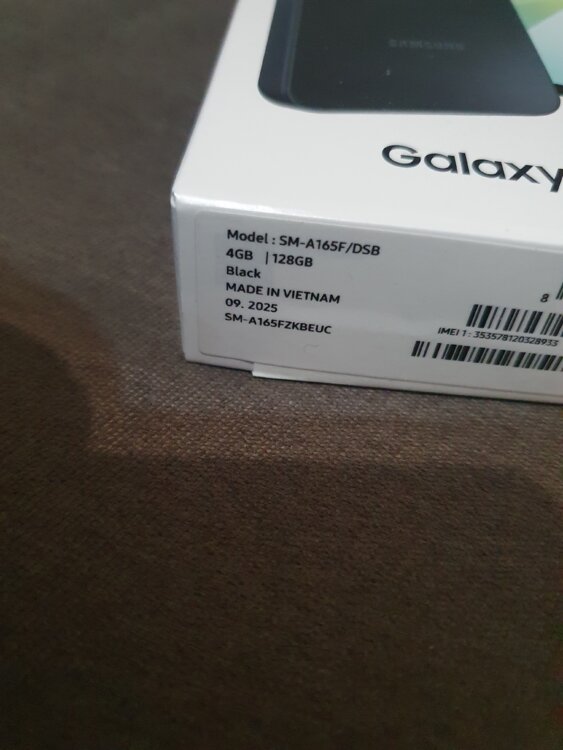 SAMSUNG
Galaxy
Model : SM-A165F/DSB
4GB | 128GB
Black
MADE IN VIETNAM
09. 2025
SM-A165FZKBEUC
8
IMEI 1 : 353578120328933